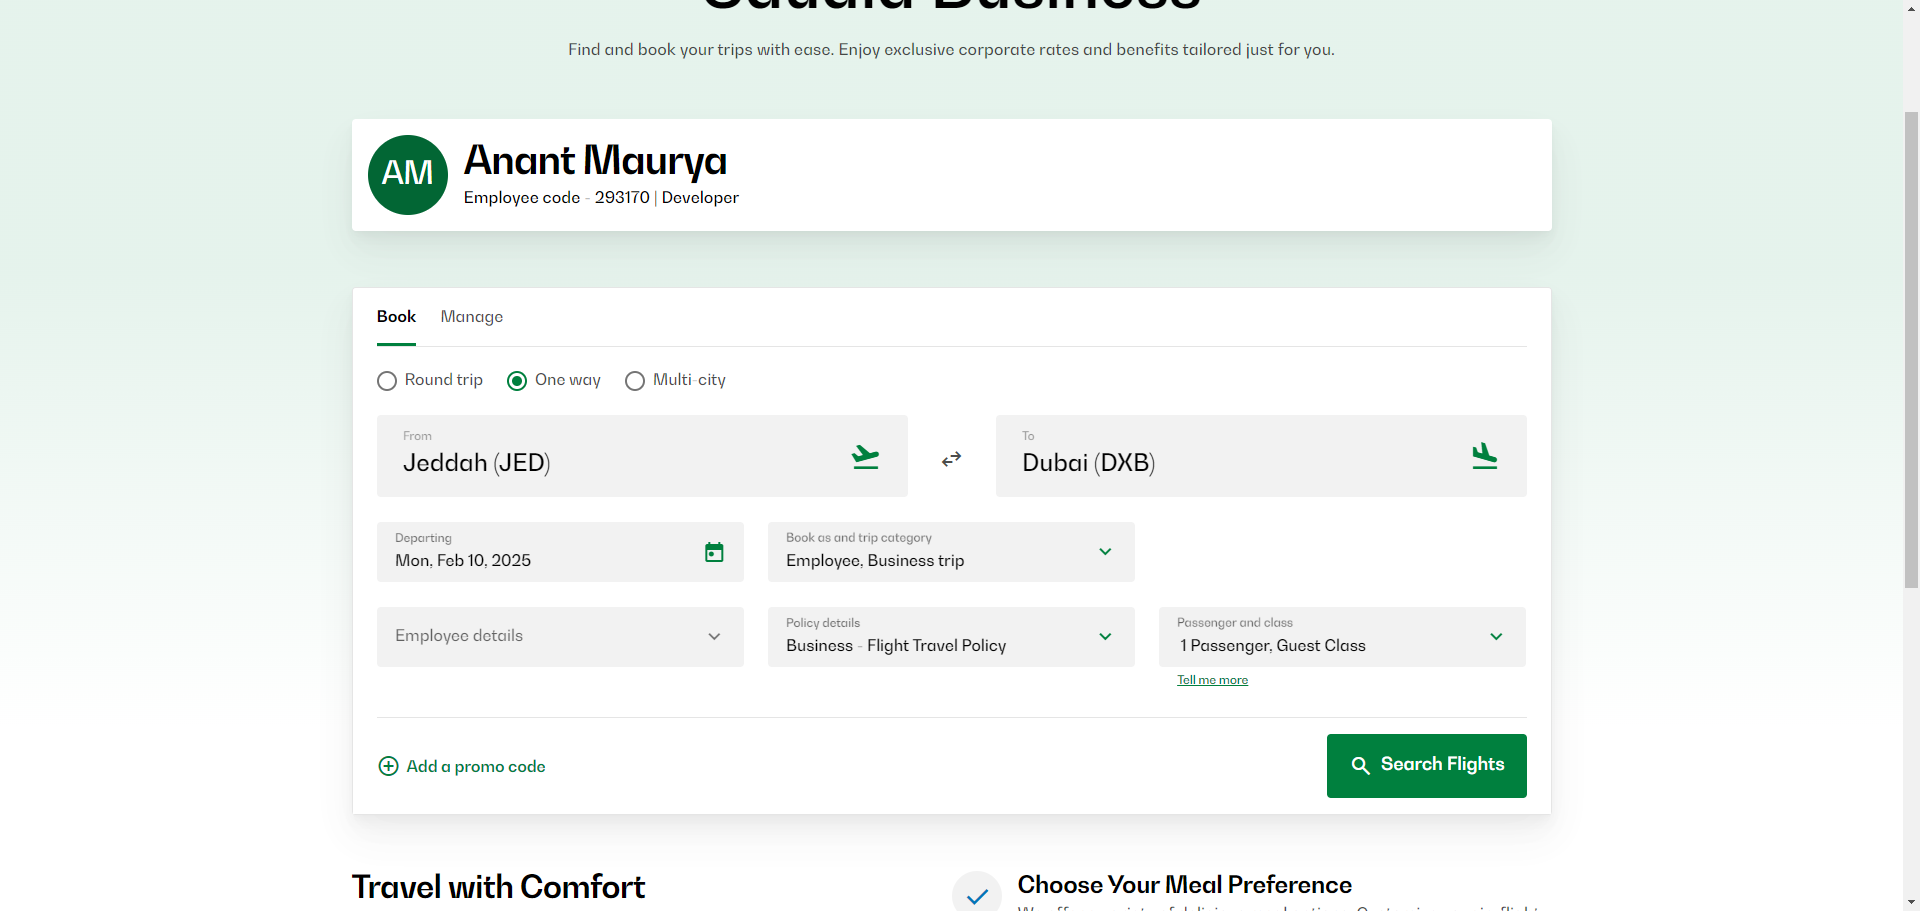 Saudia Business
Find and book your trips with ease. Enjoy exclusive corporate rates and benefits tailored just for you.
AM
Anant Maurya
Employee code - 293170 | Developer
Book
Manage
Round trip
One way
Multi-city
From
Jeddah (JED)
To
Dubai (DXB)
Departing
Mon, Feb 10, 2025
Book as and trip category
Employee, Business trip
Employee details
Policy details
Business - Flight Travel Policy
Passenger and class
1 Passenger, Guest Class
Tell me more
Add a promo code
Search Flights
Travel with Comfort
Choose Your Meal Preference